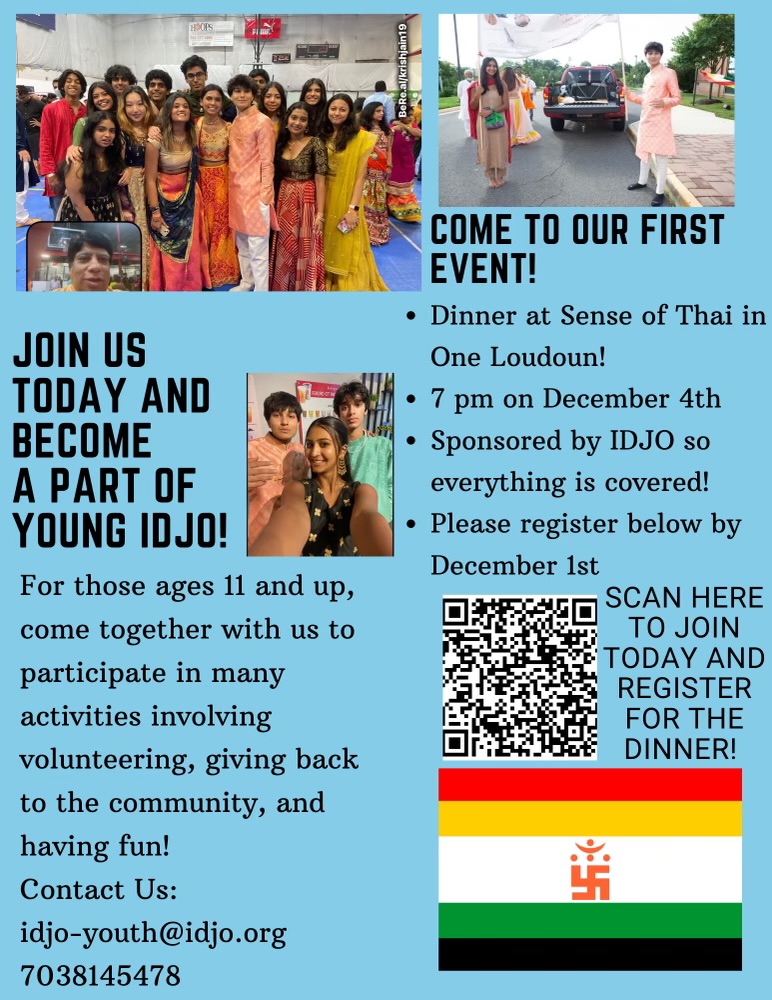 HOOPS
PUMA
BeRe.al/krishjain19
COME TO OUR FIRST
EVENT!
Dinner at Sense of Thai in
One Loudoun!
7 pm on December 4th
Sponsored by IDJO so
everything is covered!
Please register below by
December 1st
JOIN US
TODAY AND
BECOME
A PART OF
YOUNG IDJO!
For those ages 11 and up,
come together with us to
participate in many
activities involving
volunteering, giving back
to the community, and
having fun!
Contact Us:
idjo-youth@idjo.org
7038145478
SCAN HERE
TO JOIN
TODAY AND
REGISTER
FOR THE
DINNER!